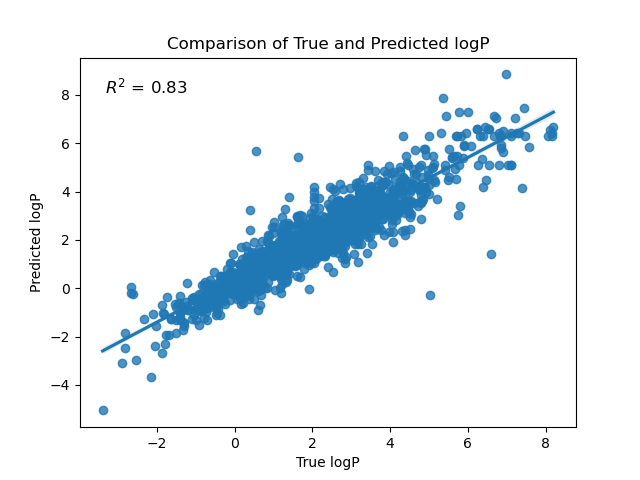 Comparison of True and Predicted logP
R² = 0.83
8
6
4
2
0
−2
−4
Predicted logP
−2 0 2 4 6 8
True logP